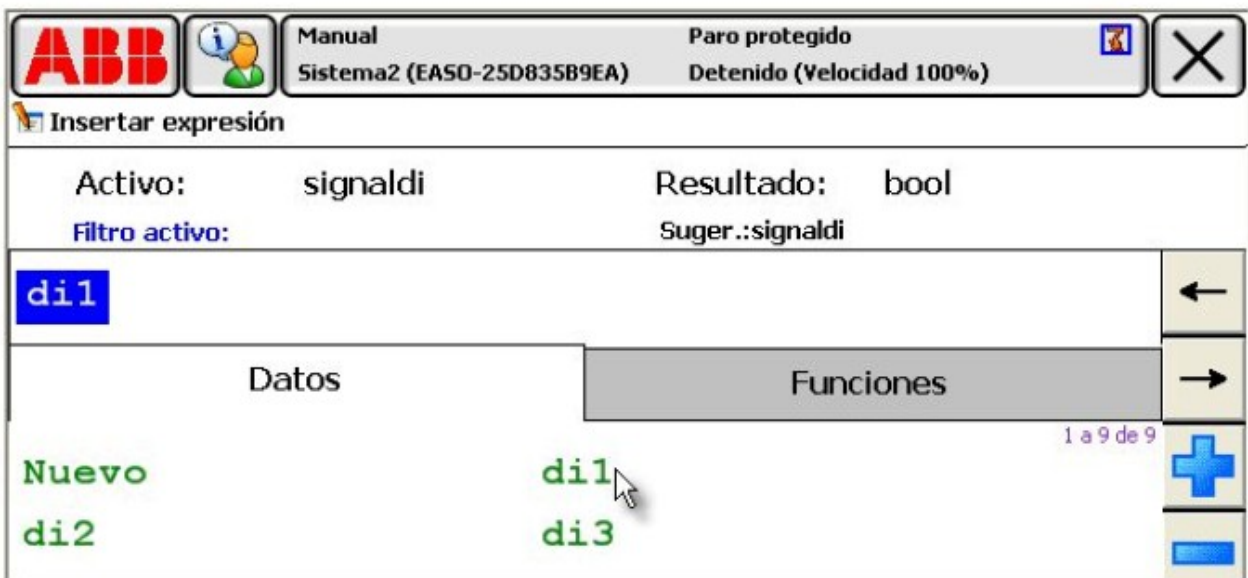 ABB
Manual Paro protegido
Sistema2 (EASO-25D835B9EA) Detenido (Velocidad 100%)
Insertar expresión
Activo: signaldi Resultado: bool
Filtro activo: Suger.:signaldi
di1
Datos Funciones
1 a 9 de 9
Nuevo di1
di2 di3